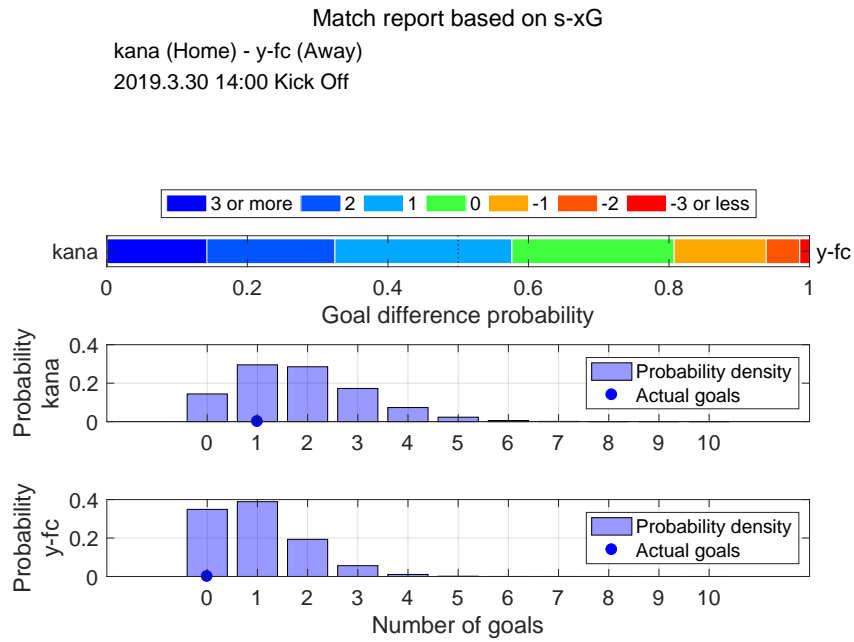 Match report based on s-xG
kana (Home) - y-fc (Away)
2019.3.30 14:00 Kick Off
3 or more 2 1 0 -1 -2 -3 or less
kana y-fc
0 0.2 0.4 0.6 0.8 1
Goal difference probability
Probability
kana
0.4
0.2
0
Probability density
Actual goals
0 1 2 3 4 5 6 7 8 9 10
Probability
y-fc
0.4
0.2
0
Probability density
Actual goals
0 1 2 3 4 5 6 7 8 9 10
Number of goals